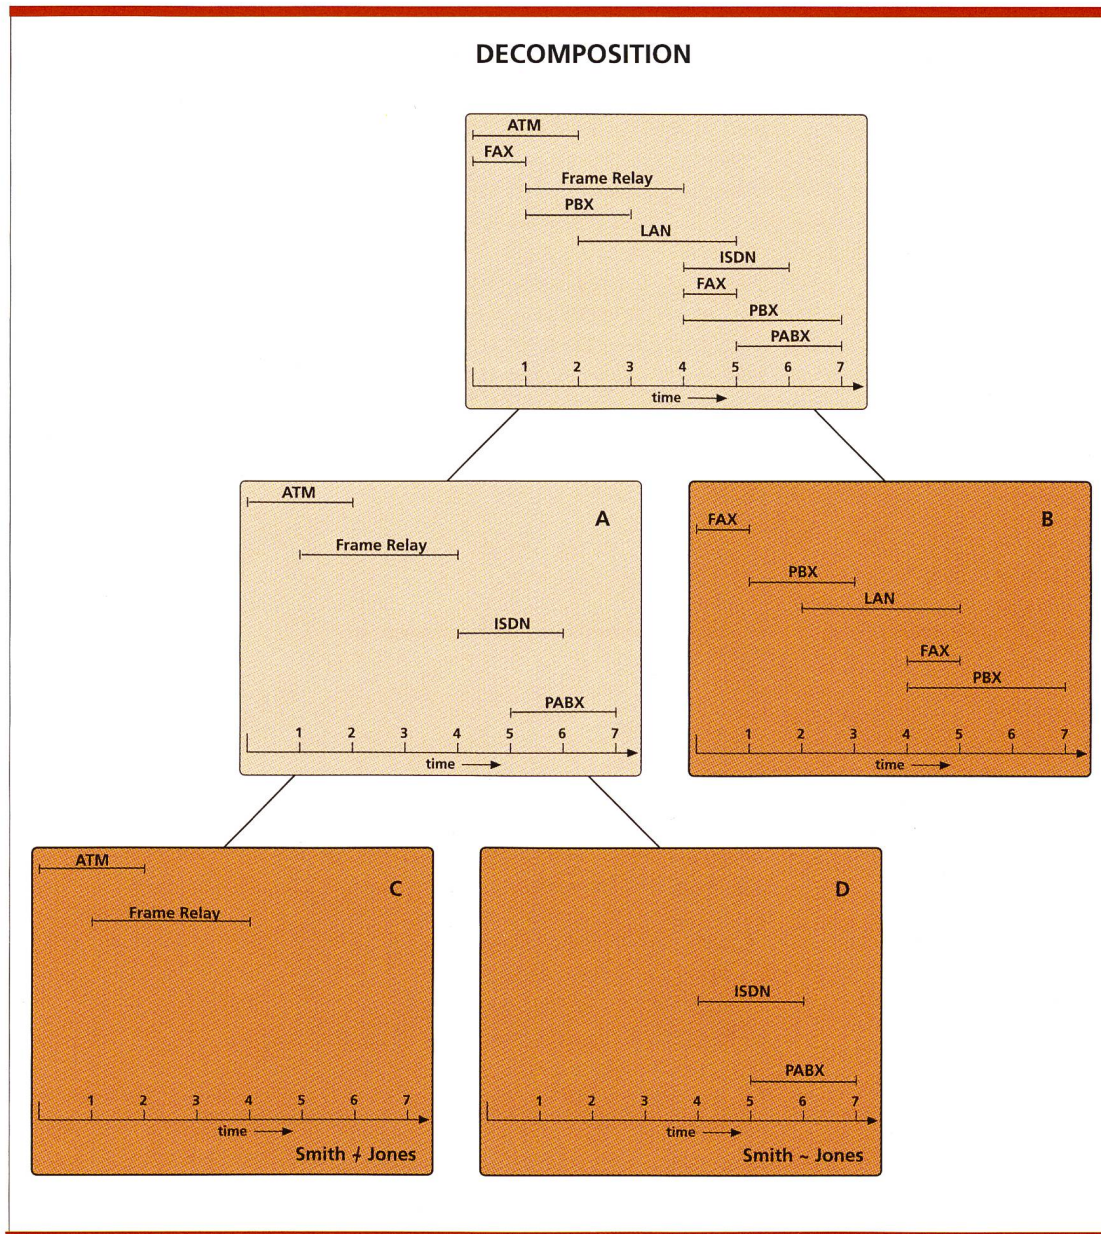 DECOMPOSITION
ATM
FAX
Frame Relay
PBX
LAN
ISDN
FAX
PBX
PABX
1 2 3 4 5 6 7
time
ATM
A
Frame Relay
ISDN
PABX
1 2 3 4 5 6 7
time
FAX
B
PBX
LAN
FAX
PBX
1 2 3 4 5 6 7
time
ATM
C
Frame Relay
1 2 3 4 5 6 7
time
Smith ≁ Jones
D
ISDN
PABX
1 2 3 4 5 6 7
time
Smith ~ Jones